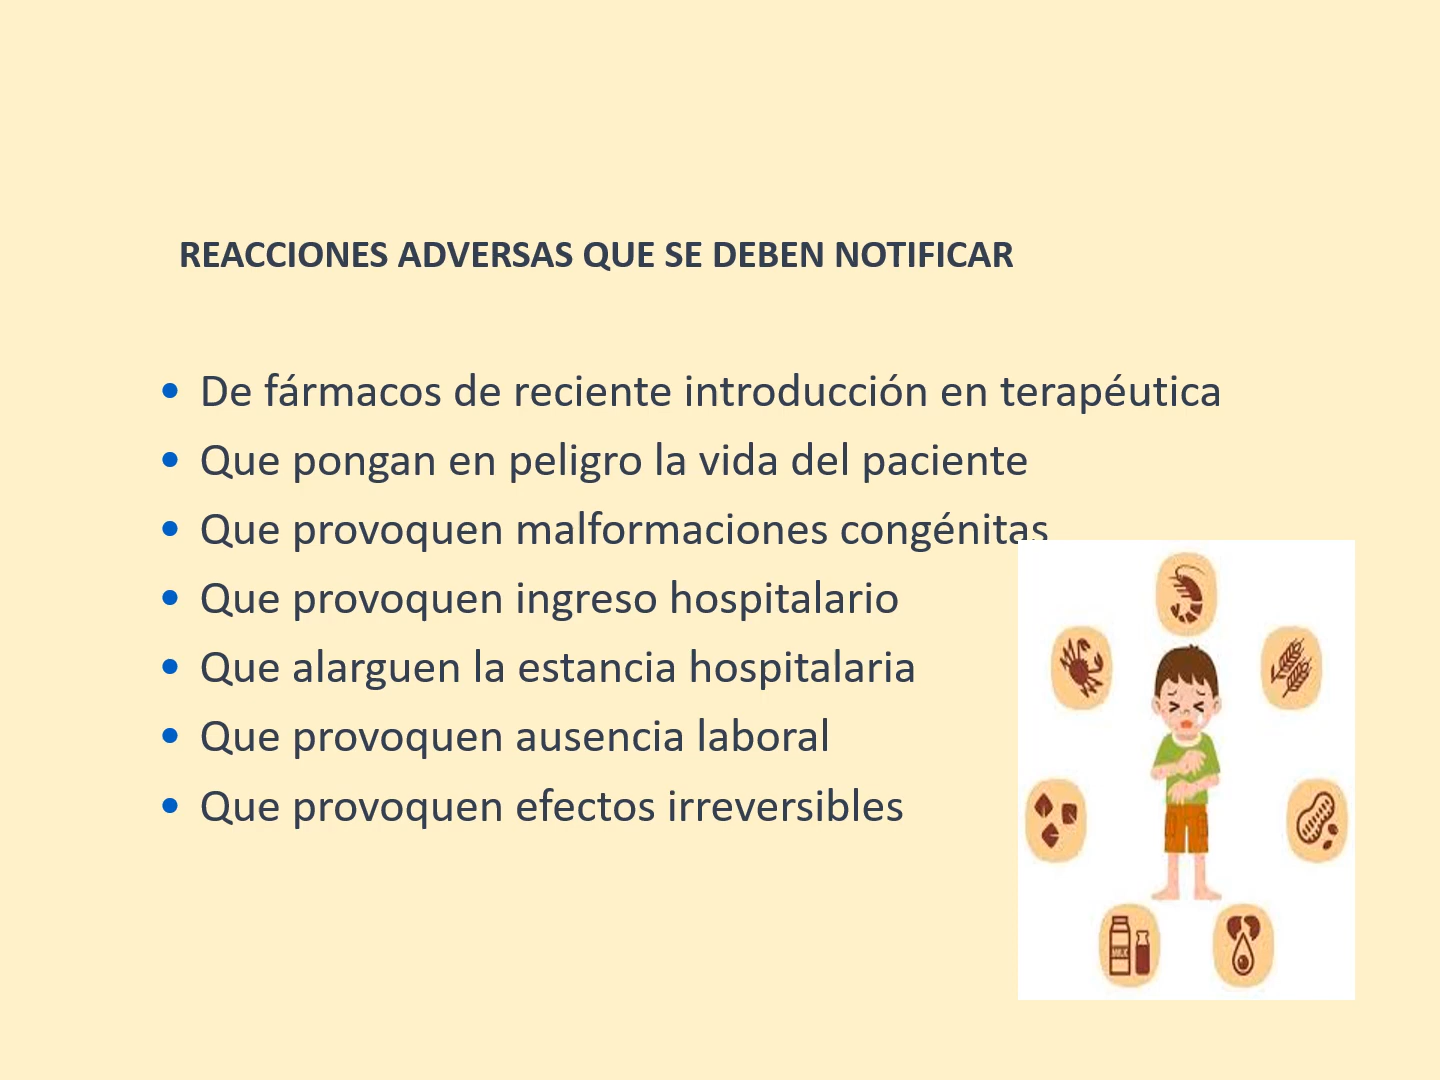 REACCIONES ADVERSAS QUE SE DEBEN NOTIFICAR
• De fármacos de reciente introducción en terapéutica
• Que pongan en peligro la vida del paciente
• Que provoquen malformaciones congénitas
• Que provoquen ingreso hospitalario
• Que alarguen la estancia hospitalaria
• Que provoquen ausencia laboral
• Que provoquen efectos irreversibles
MILK